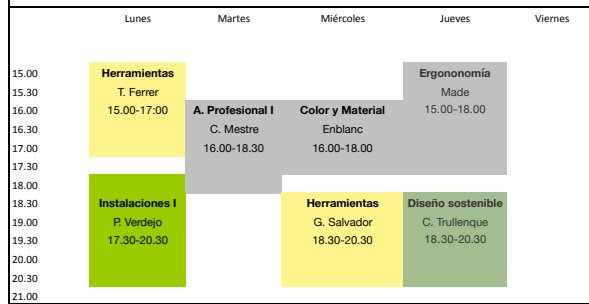 Lunes Martes Miércoles Jueves Viernes
15.00 Herramientas Ergononomía
15.30 T. Ferrer Made
16.00 15.00-17:00 A. Profesional I Color y Material 15.00-18.00
16.30 C. Mestre Enblanc
17.00 16.00-18.30 16.00-18.00
17.30
18.00
18.30 Instalaciones I Herramientas Diseño sostenible
19.00 P. Verdejo G. Salvador C. Trullenque
19.30 17.30-20.30 18.30-20.30 18.30-20.30
20.00
20.30
21.00